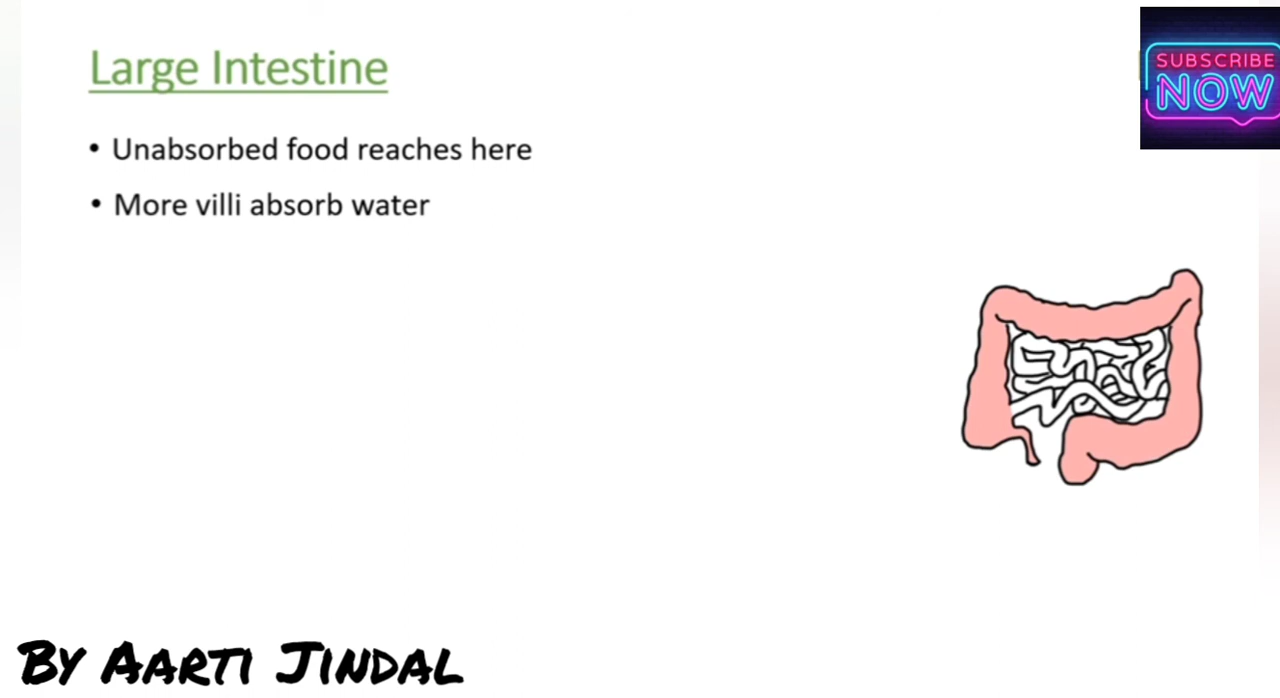 Large Intestine
SUBSCRIBE
NOW
• Unabsorbed food reaches here
• More villi absorb water
By Aarti Jindal